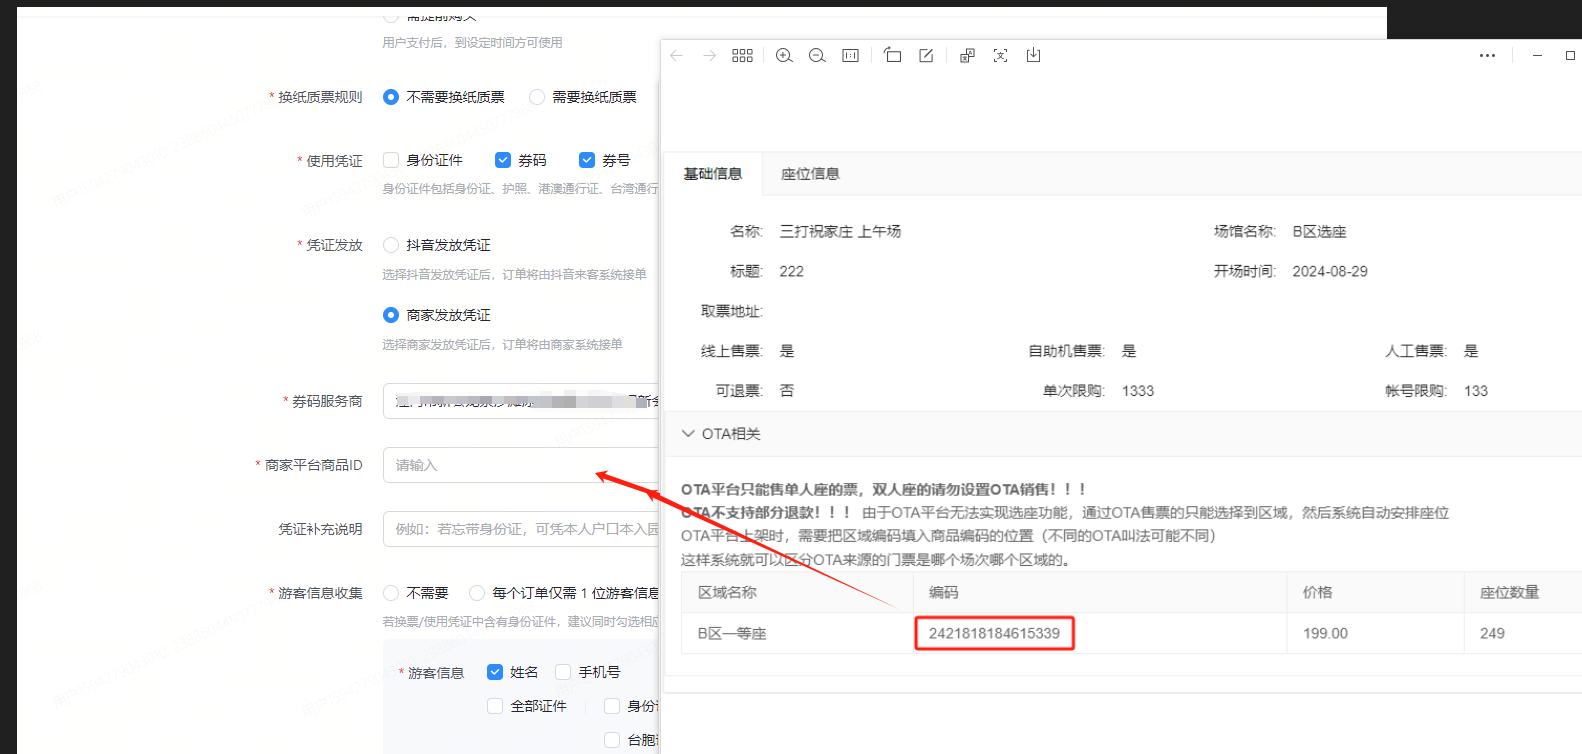 用户支付后，到设定时间方可使用
* 换纸质票规则
不需要换纸质票
需要换纸质票
* 使用凭证
身份证件
券码
券号
身份证件包括身份证、护照、港澳通行证、台湾通行
* 凭证发放
抖音发放凭证
选择抖音发放凭证后，订单将由抖音来客系统接单
商家发放凭证
选择商家发放凭证后，订单将由商家系统接单
* 券码服务商
* 商家平台商品ID
请输入
凭证补充说明
例如：若忘带身份证，可凭本人户口本入园
* 游客信息收集
不需要
每个订单仅需 1 位游客信息
若换票/使用凭证中含有身份证件，建议同时勾选相应
* 游客信息
姓名
手机号
全部证件
身份
台胞
基础信息
座位信息
名称: 三打祝家庄 上午场
场馆名称: B区选座
标题: 222
开场时间: 2024-08-29
取票地址:
线上售票: 是
自助机售票: 是
人工售票: 是
可退票: 否
单次限购: 1333
帐号限购: 133
OTA相关
OTA平台只能售单人座的票，双人座的请勿设置OTA销售！！！
OTA不支持部分退款！！！ 由于OTA平台无法实现选座功能，通过OTA售票的只能选择到区域，然后系统自动安排座位
OTA平台上架时，需要把区域编码填入商品编码的位置（不同的OTA叫法可能不同）
这样系统就可以区分OTA来源的门票是哪个场次哪个区域的。
区域名称 编码 价格 座位数量
B区一等座 2421818184615339 199.00 249